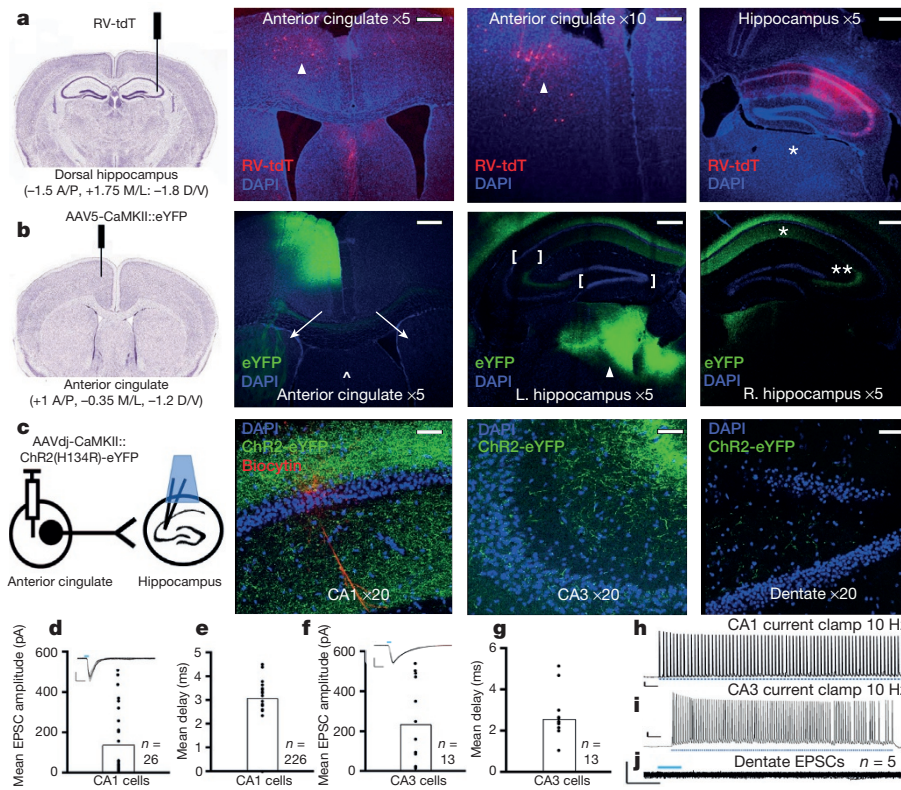 a
RV-tdT
Dorsal hippocampus
(–1.5 A/P, +1.75 M/L: –1.8 D/V)
Anterior cingulate ×5
RV-tdT
DAPI
Anterior cingulate ×10
RV-tdT
DAPI
Hippocampus ×5
RV-tdT
DAPI
*
b
AAV5-CaMKII::eYFP
Anterior cingulate
(+1 A/P, –0.35 M/L, –1.2 D/V)
eYFP
DAPI
^
Anterior cingulate ×5
[ ]
[ ]
eYFP
DAPI
L. hippocampus ×5
*
**
eYFP
DAPI
R. hippocampus ×5
c
AAVdj-CaMKII::
ChR2(H134R)-eYFP
Anterior cingulate
Hippocampus
DAPI
ChR2-eYFP
Biocytin
CA1 ×20
DAPI
ChR2-eYFP
CA3 ×20
DAPI
ChR2-eYFP
Dentate ×20
d
Mean EPSC amplitude (pA)
600
400
200
0
n =
26
CA1 cells
e
Mean delay (ms)
6
5
4
3
2
1
0
n =
226
CA1 cells
f
Mean EPSC amplitude (pA)
600
400
200
0
n =
13
CA3 cells
g
Mean delay (ms)
6
5
4
3
2
1
0
n =
13
CA3 cells
h
CA1 current clamp 10 Hz
i
CA3 current clamp 10 Hz
j
Dentate EPSCs n = 5